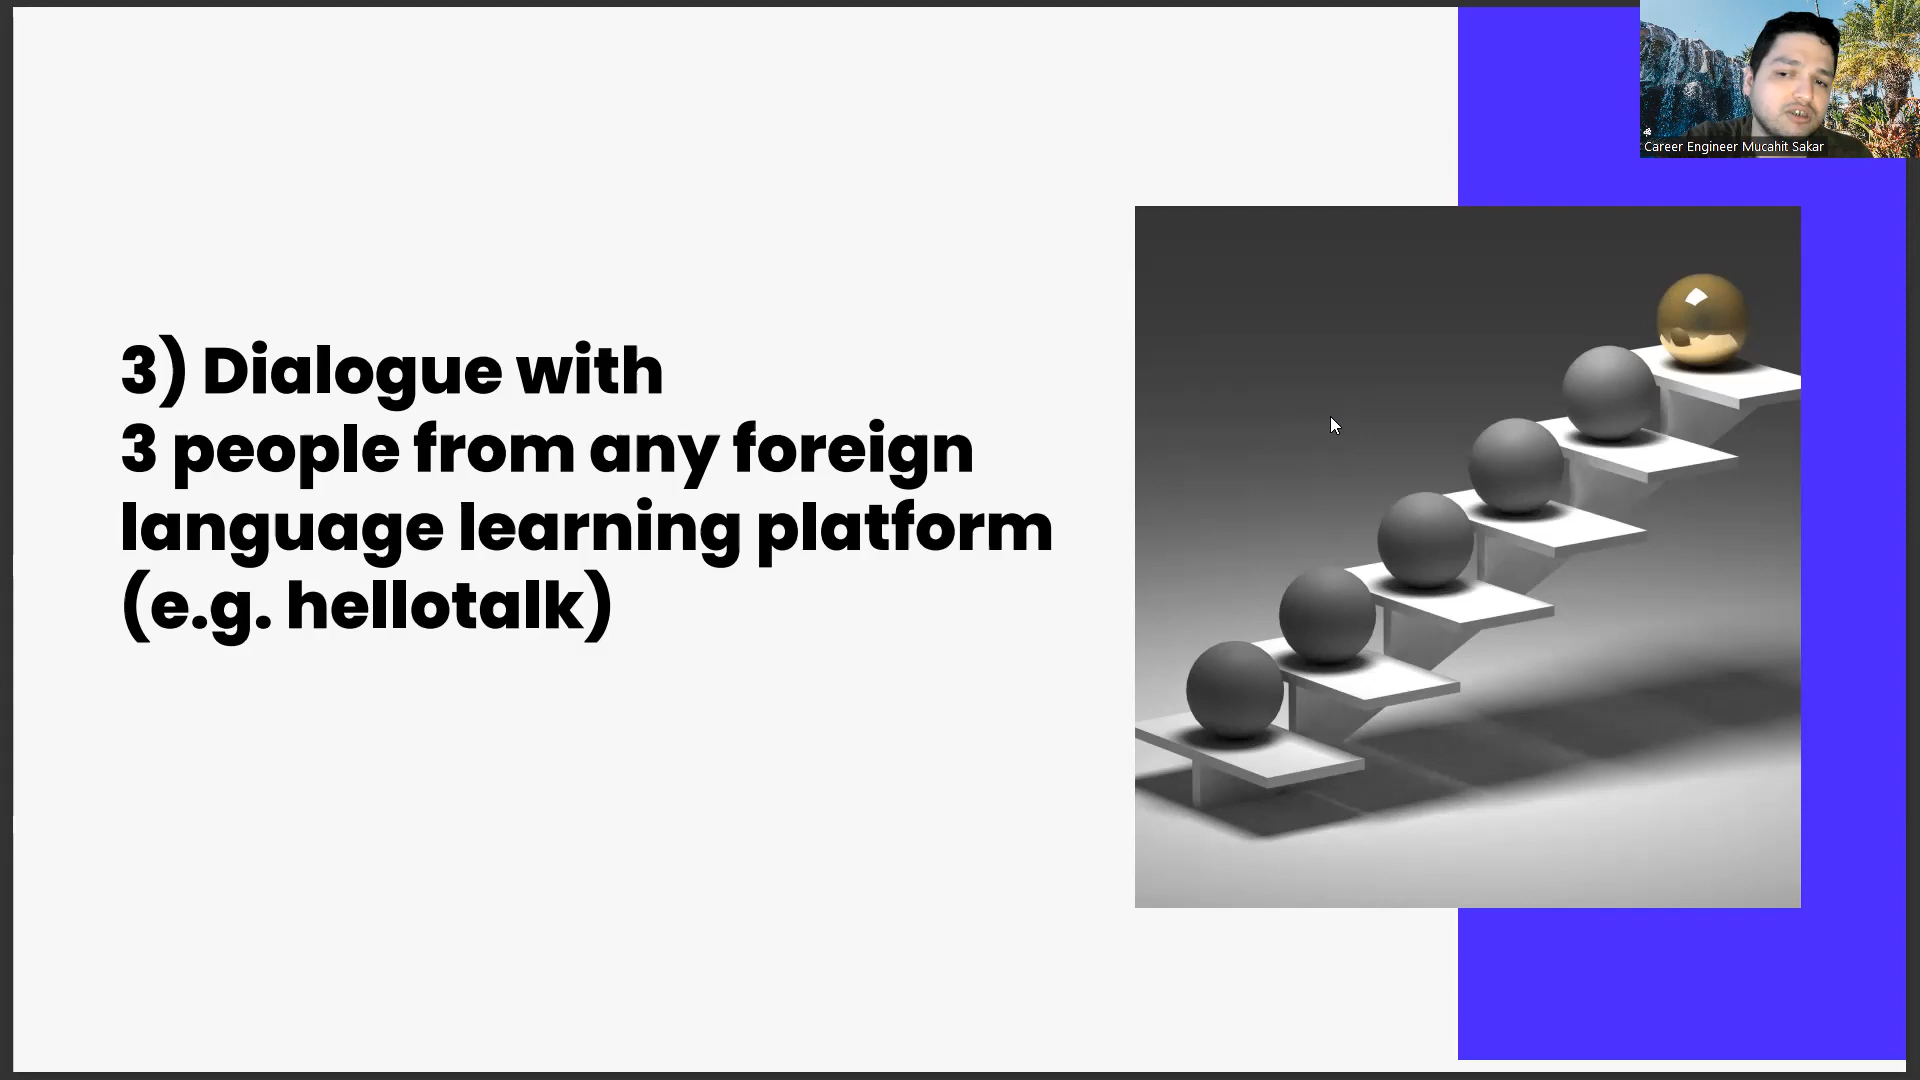 Career Engineer Mucahit Sakar
3) Dialogue with
3 people from any foreign
language learning platform
(e.g. hellotalk)